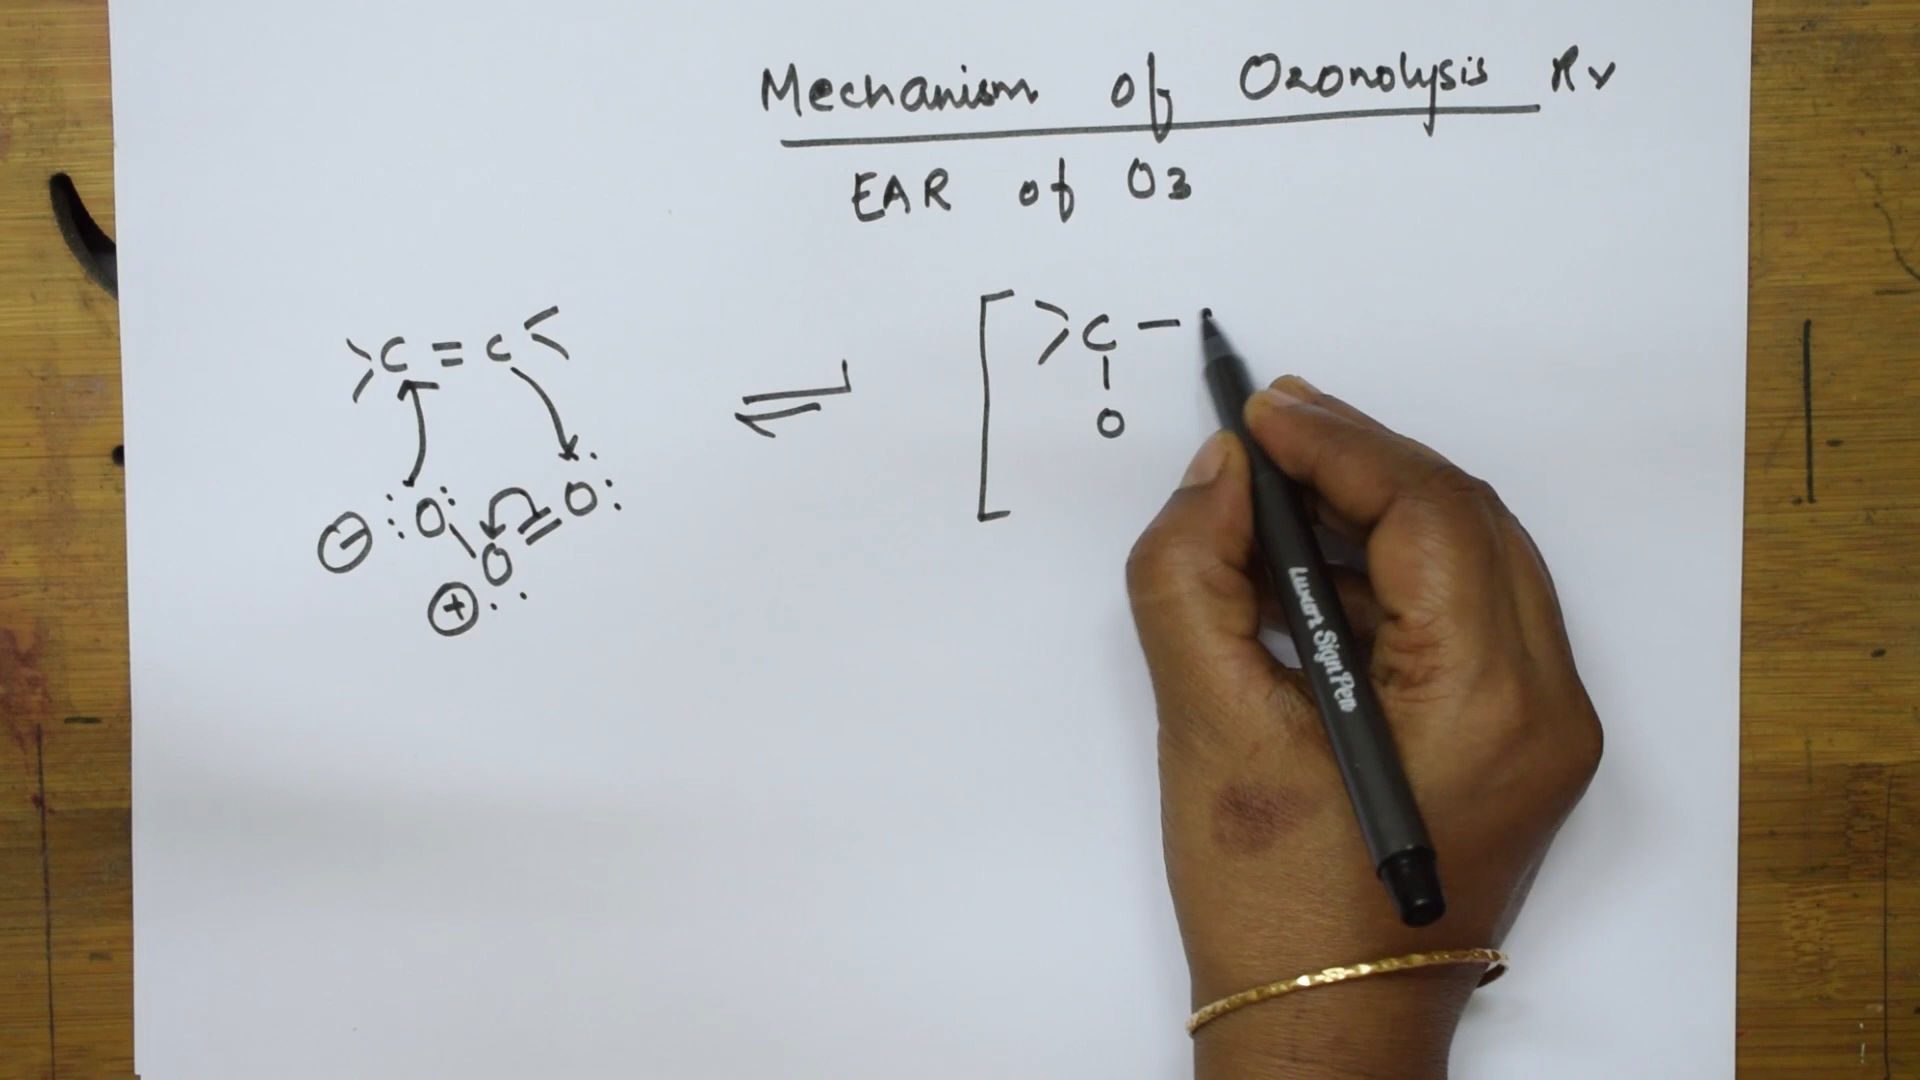 Mechanism of Ozonolysis Rx
EAR of O3
>C = C<
[ >C –
O
⊖ :O: O:
O
⊕ ..
Luxor Sign Pen